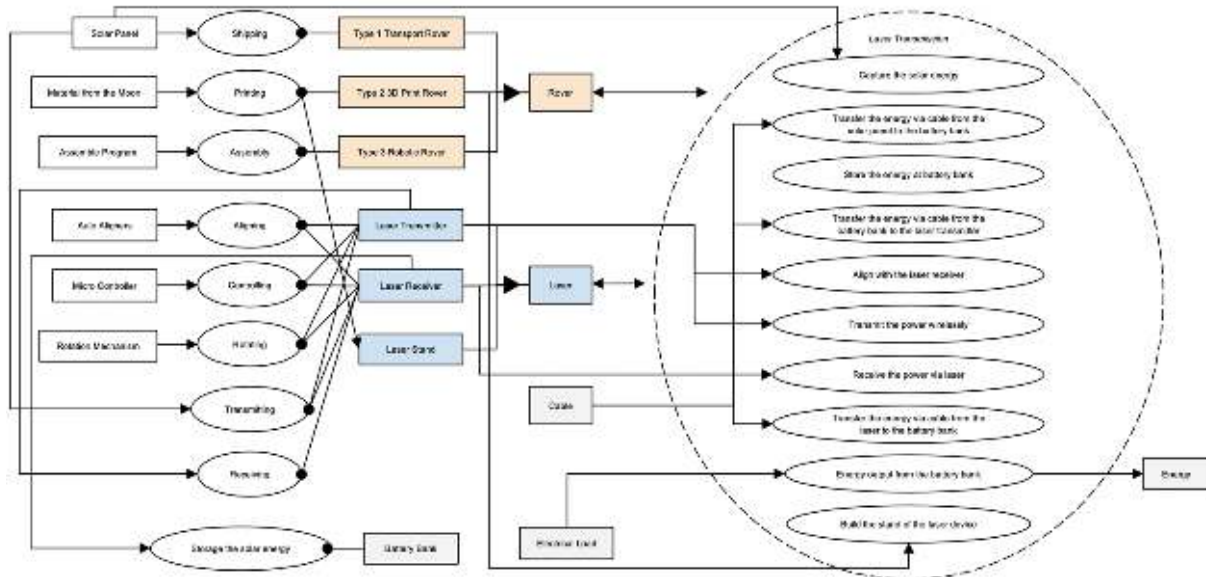 Solar Panel
Shipping
Type 1 Transport Rover
Laser Transmission
Capture the solar energy
Material from the Moon
Printing
Type 2 3D Print Rover
Rover
Transfer the energy via cable from the
solar panel to the battery bank
Assemble Program
Assembly
Type 3 Robotic Rover
Store the energy at battery bank
Auto Aligners
Aligning
Laser Transmitter
Transfer the energy via cable from the
battery bank to the laser transmitter
Align with the laser receiver
Micro Controller
Controlling
Laser Receiver
Laser
Transmit the power wirelessly
Rotation Mechanism
Rotating
Laser Stand
Receive the power via laser
Transmitting
Cable
Transfer the energy via cable from the
laser to the battery bank
Receiving
Energy output from the battery bank
Energy
Build the stand of the laser device
Storage the solar energy
Battery Bank
Electrical Load